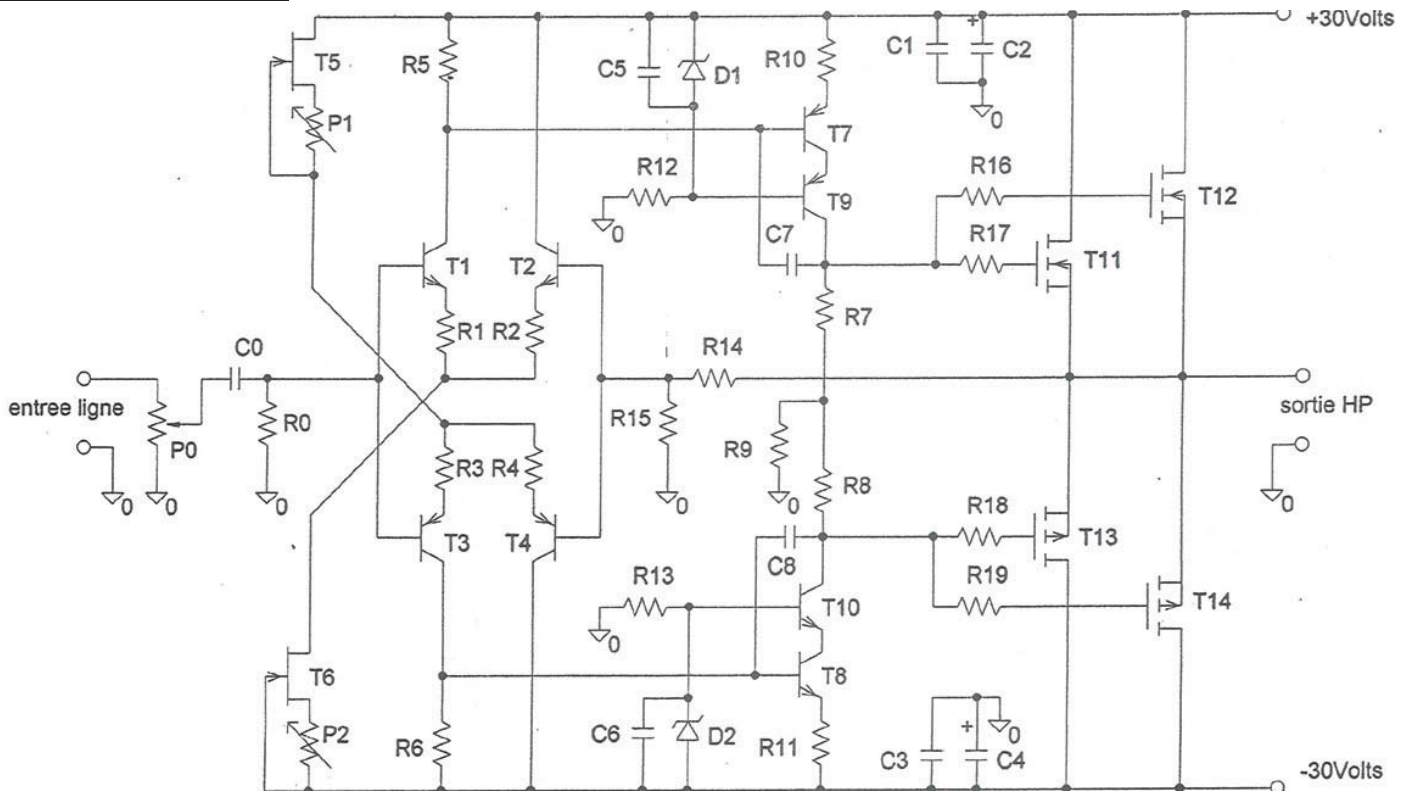 +30Volts
T5
R5
C5
D1
R10
C1
C2
+
0
P1
T7
R12
R16
T12
0
T9
C7
R17
T11
T1
T2
R7
R1
R2
C0
R14
entree ligne
P0
R0
R15
sortie HP
R9
0
0
0
R3
R4
0
0
R8
0
T3
T4
C8
R18
T13
R13
R19
T14
0
T10
T6
T8
P2
R6
C6
D2
R11
C3
+
C4
0
-30Volts